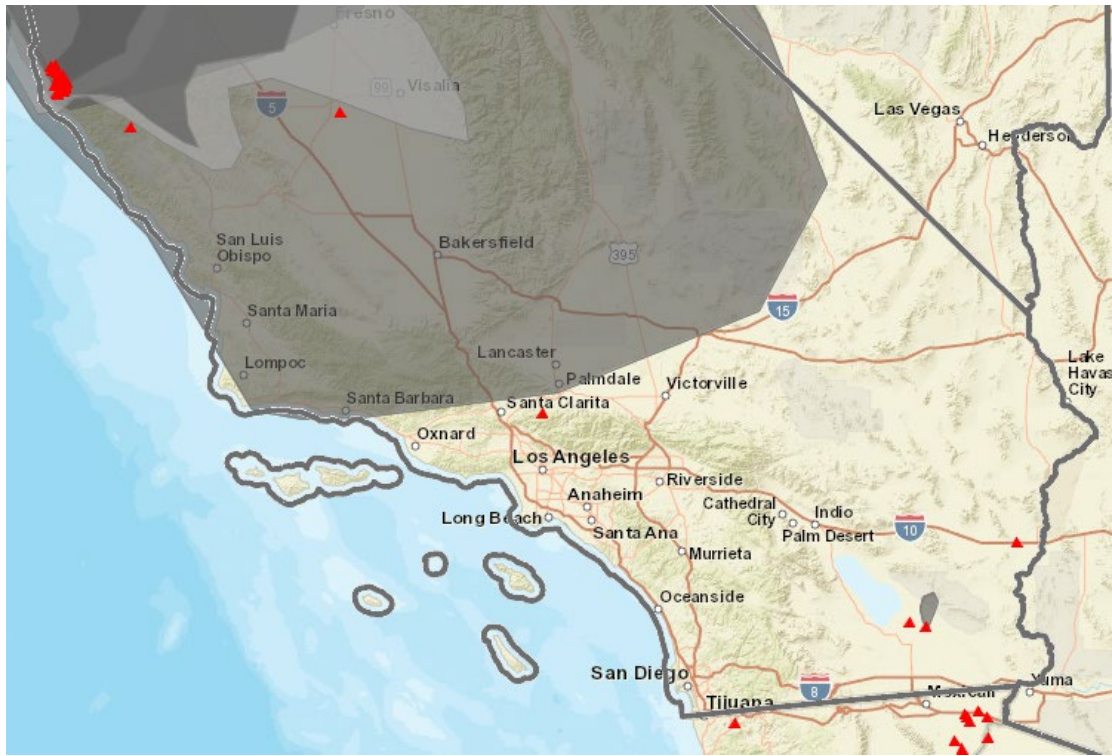 Fresno
99
Visalia
5
Las Vegas
Henderson
San Luis
Obispo
Bakersfield
395
15
Santa Maria
Lompoc
Lancaster
Palmdale
Lake
Havas
City
Victorville
Santa Barbara
Santa Clarita
Oxnard
Los Angeles
Riverside
Anaheim
Cathedral
City
Indio
Palm Desert
10
Long Beach
Santa Ana
Murrieta
Oceanside
San Diego
8
Yuma
Tijuana
Mexicali